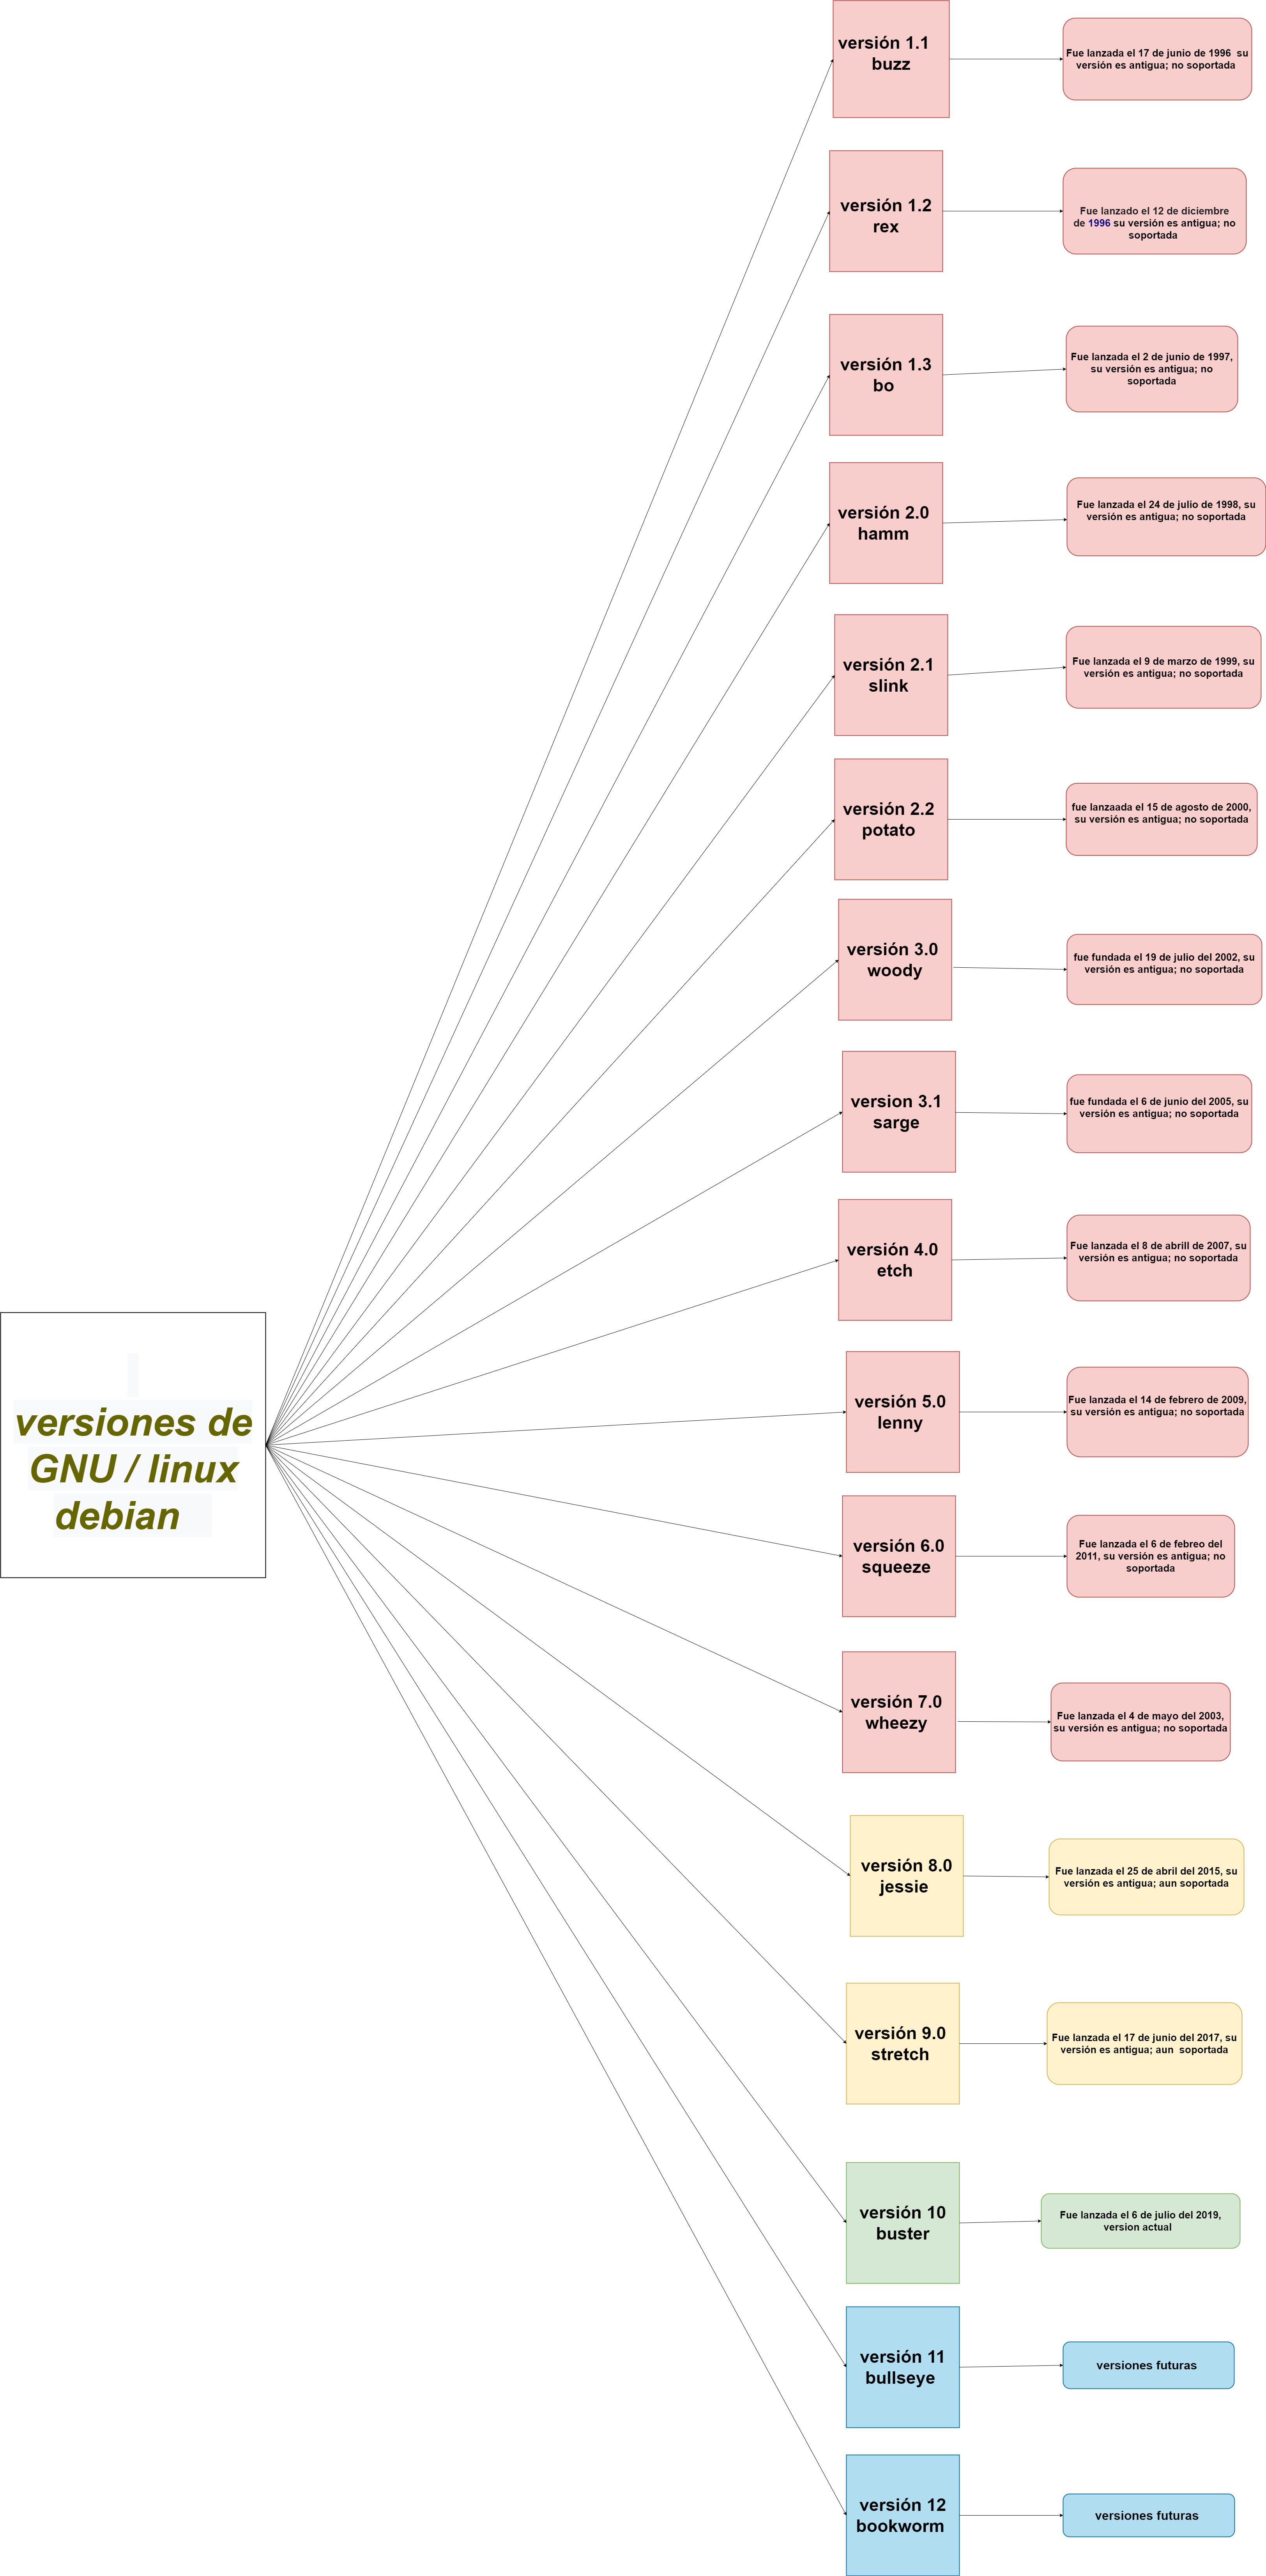 versión 1.1
buzz
Fue lanzada el 17 de junio de 1996 su
versión es antigua; no soportada
versión 1.2
rex
Fue lanzado el 12 de diciembre
de 1996 su versión es antigua; no
soportada
versión 1.3
bo
Fue lanzada el 2 de junio de 1997,
su versión es antigua; no
soportada
versión 2.0
hamm
Fue lanzada el 24 de julio de 1998, su
versión es antigua; no soportada
versión 2.1
slink
Fue lanzada el 9 de marzo de 1999, su
versión es antigua; no soportada
versión 2.2
potato
fue lanzaada el 15 de agosto de 2000,
su versión es antigua; no soportada
versión 3.0
woody
fue fundada el 19 de julio del 2002, su
versión es antigua; no soportada
version 3.1
sarge
fue fundada el 6 de junio del 2005, su
versión es antigua; no soportada
versión 4.0
etch
Fue lanzada el 8 de abrill de 2007, su
versión es antigua; no soportada
versiones de
GNU / linux
debian
versión 5.0
lenny
Fue lanzada el 14 de febrero de 2009,
su versión es antigua; no soportada
versión 6.0
squeeze
Fue lanzada el 6 de febreo del
2011, su versión es antigua; no
soportada
versión 7.0
wheezy
Fue lanzada el 4 de mayo del 2003,
su versión es antigua; no soportada
versión 8.0
jessie
Fue lanzada el 25 de abril del 2015, su
versión es antigua; aun soportada
versión 9.0
stretch
Fue lanzada el 17 de junio del 2017, su
versión es antigua; aun soportada
versión 10
buster
Fue lanzada el 6 de julio del 2019,
version actual
versión 11
bullseye
versiones futuras
versión 12
bookworm
versiones futuras